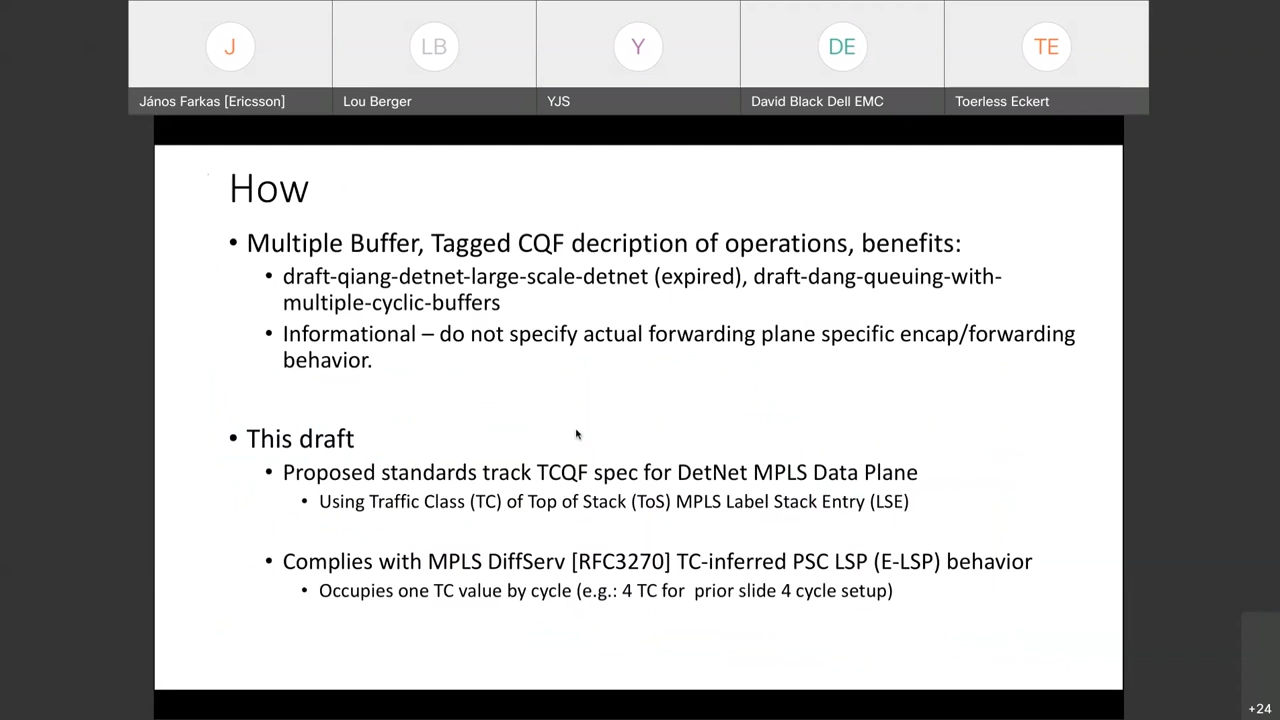 J
LB
Y
DE
TE
János Farkas [Ericsson]
Lou Berger
YJS
David Black Dell EMC
Toerless Eckert
How
• Multiple Buffer, Tagged CQF decription of operations, benefits:
• draft-qiang-detnet-large-scale-detnet (expired), draft-dang-queuing-with-
multiple-cyclic-buffers
• Informational – do not specify actual forwarding plane specific encap/forwarding
behavior.
• This draft
• Proposed standards track TCQF spec for DetNet MPLS Data Plane
• Using Traffic Class (TC) of Top of Stack (ToS) MPLS Label Stack Entry (LSE)
• Complies with MPLS DiffServ [RFC3270] TC-inferred PSC LSP (E-LSP) behavior
• Occupies one TC value by cycle (e.g.: 4 TC for  prior slide 4 cycle setup)
+24